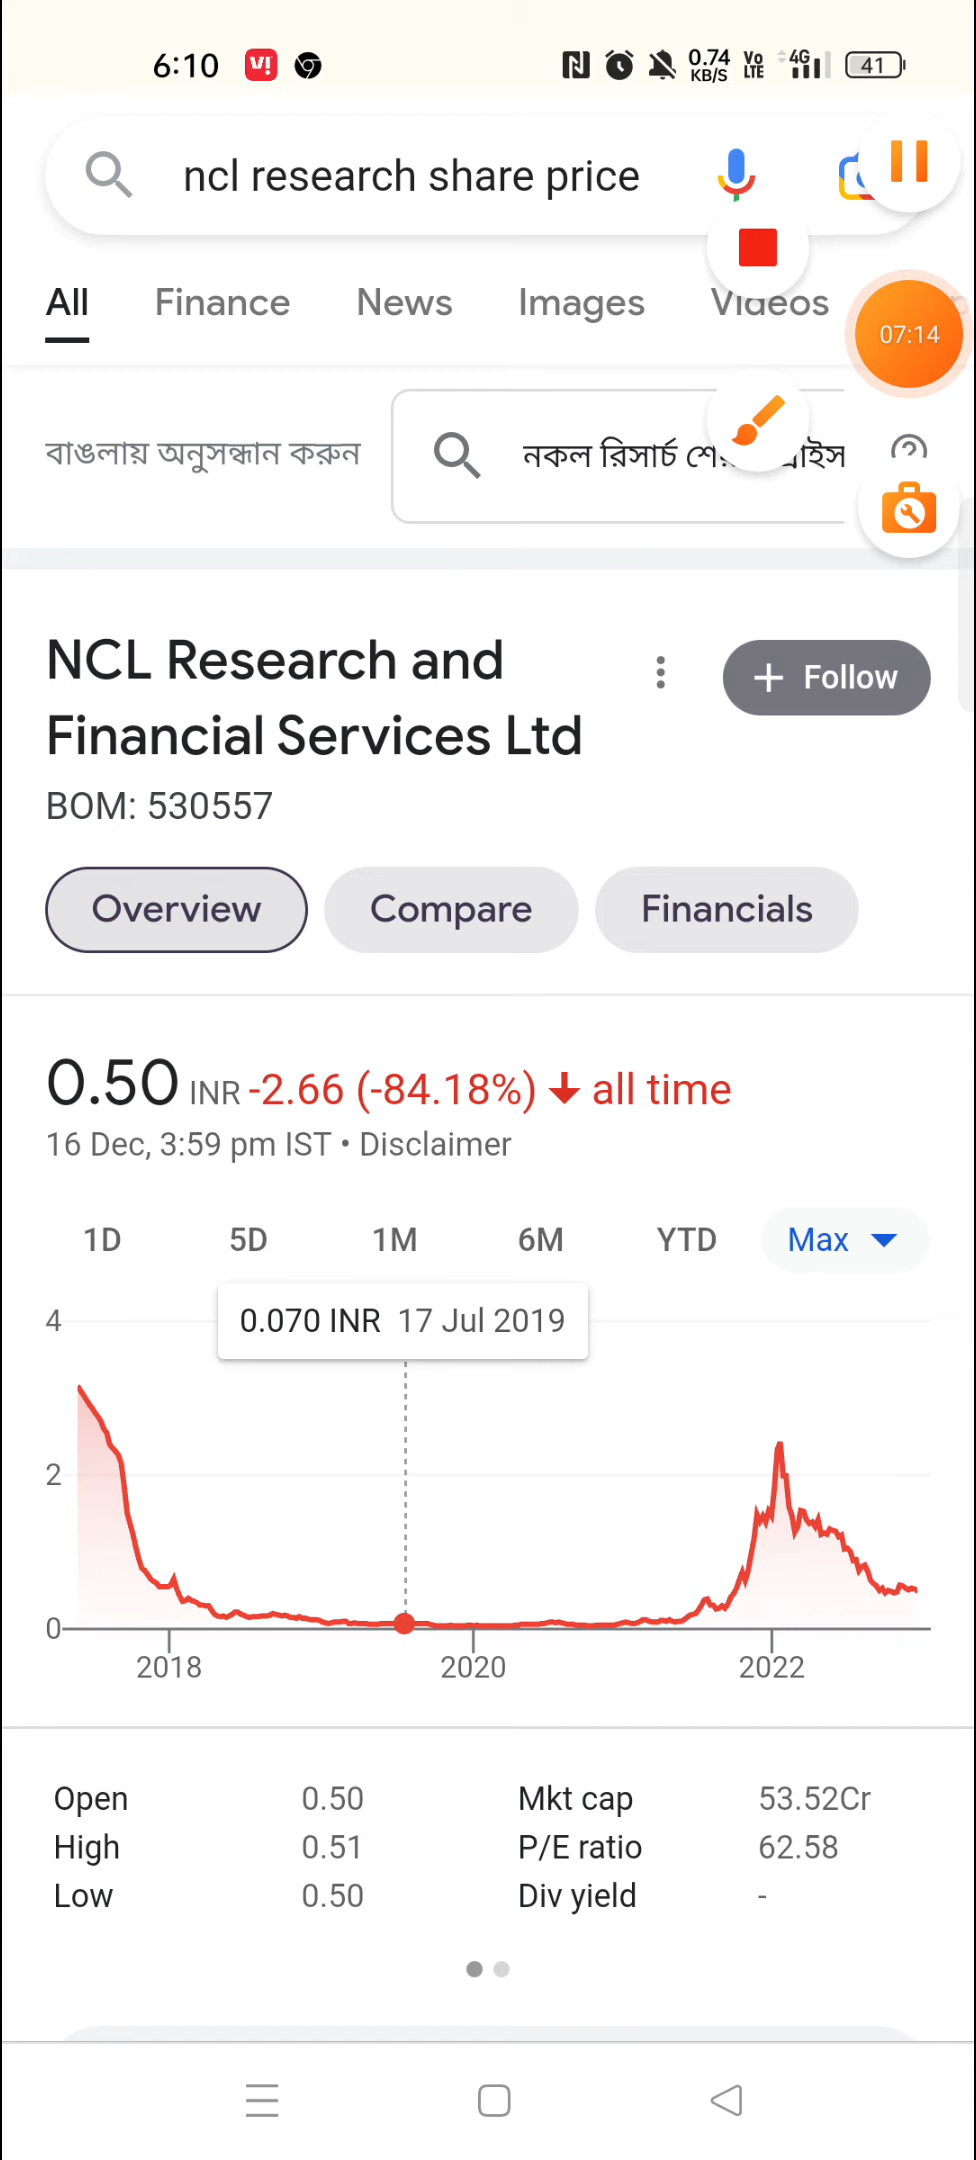 6:10 0.74 KB/S Vo LTE 4G 41
ncl research share price
All Finance News Images Videos
07:14
বাঙলায় অনুসন্ধান করুন নকল রিসার্চ
NCL Research and
Financial Services Ltd
+ Follow
BOM: 530557
Overview Compare Financials
0.50 INR -2.66 (-84.18%) all time
16 Dec, 3:59 pm IST • Disclaimer
1D 5D 1M 6M YTD Max
0.070 INR 17 Jul 2019
4
2
0
2018 2020 2022
Open 0.50 Mkt cap 53.52Cr
High 0.51 P/E ratio 62.58
Low 0.50 Div yield -